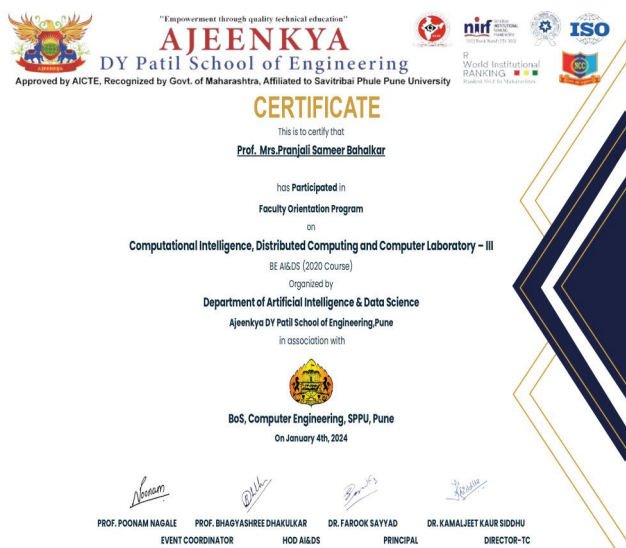 "Empowerment through quality technical education"
AJEENKYA
DY Patil School of Engineering
Approved by AICTE, Recognized by Govt. of Maharashtra, Affiliated to Savitribai Phule Pune University
AJEENKYA
nirf
ISO
R
World Institutional
RANKING
NCC
CERTIFICATE
This is to certify that
Prof. Mrs.Pranjali Sameer Bahalkar
has Participated in
Faculty Orientation Program
on
Computational Intelligence, Distributed Computing and Computer Laboratory – III
BE AI&DS (2020 Course)
Organized by
Department of Artificial Intelligence & Data Science
Ajeenkya DY Patil School of Engineering,Pune
in association with
BoS, Computer Engineering, SPPU, Pune
On January 4th, 2024
Poonam
PROF. POONAM NAGALE PROF. BHAGYASHREE DHAKULKAR DR. FAROOK SAYYAD DR. KAMALJEET KAUR SIDDHU
EVENT COORDINATOR HOD AI&DS PRINCIPAL DIRECTOR-TC